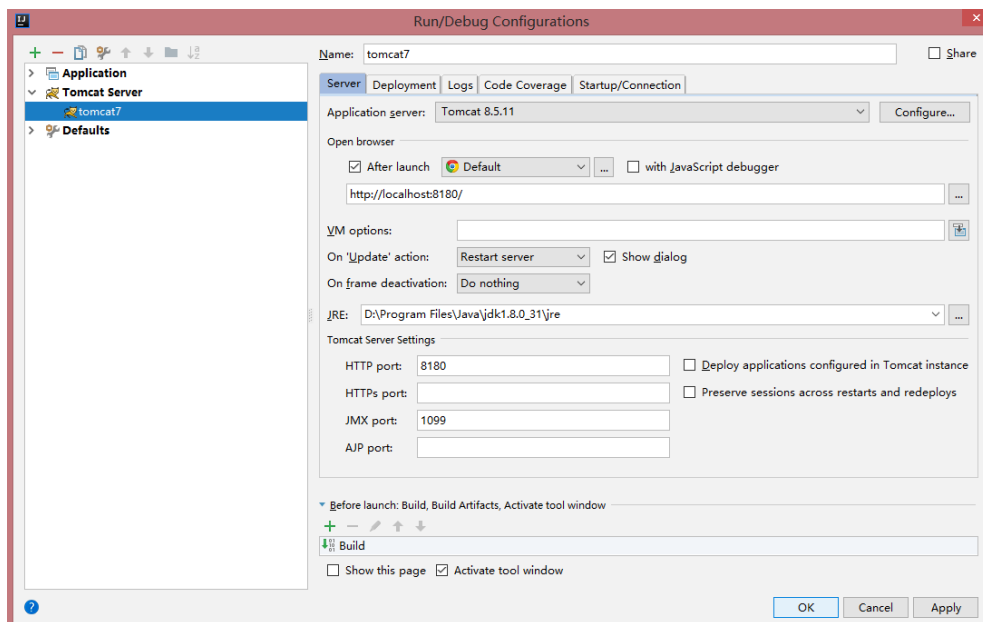 Run/Debug Configurations
Name: tomcat7 Share
Application
Tomcat Server
tomcat7
Defaults
Server Deployment Logs Code Coverage Startup/Connection
Application server: Tomcat 8.5.11 Configure...
Open browser
After launch Default ... with JavaScript debugger
http://localhost:8180/ ...
VM options:
On 'Update' action: Restart server Show dialog
On frame deactivation: Do nothing
JRE: D:\Program Files\Java\jdk1.8.0_31\jre ...
Tomcat Server Settings
HTTP port: 8180 Deploy applications configured in Tomcat instance
HTTPs port: Preserve sessions across restarts and redeploys
JMX port: 1099
AJP port:
Before launch: Build, Build Artifacts, Activate tool window
Build
Show this page Activate tool window
? OK Cancel Apply